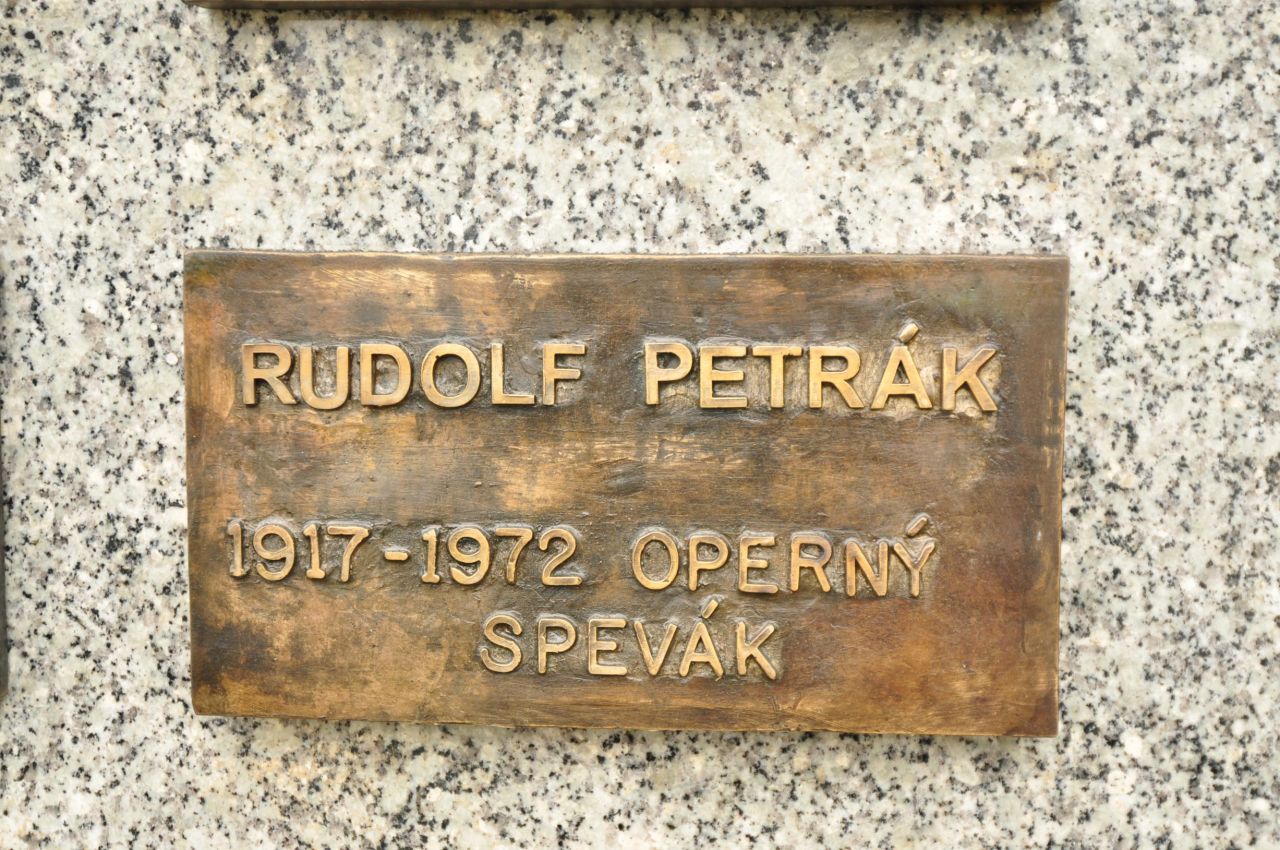 RUDOLF PETRÁK
1917-1972 OPERNÝ
SPEVÁK